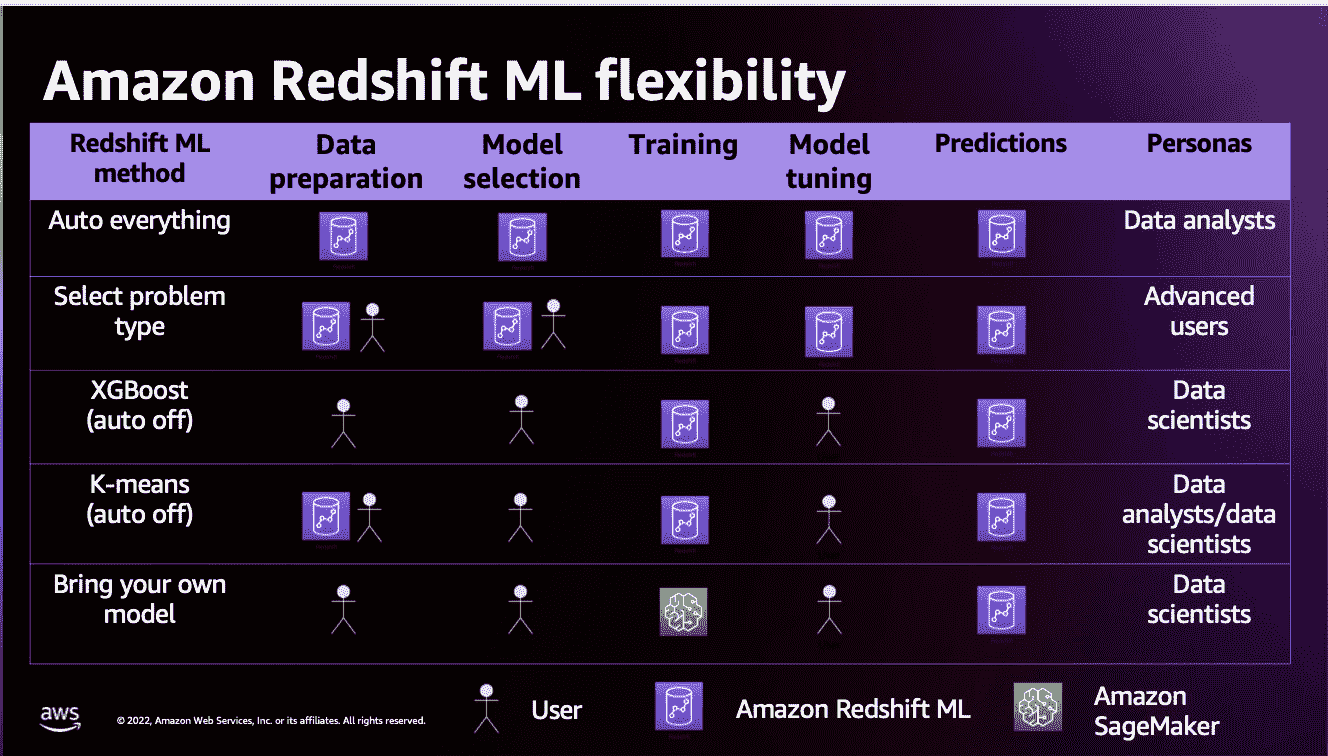 Amazon Redshift ML flexibility
Redshift ML
method
Data
preparation
Model
selection
Training
Model
tuning
Predictions
Personas
Auto everything
Data analysts
Select problem
type
Advanced
users
XGBoost
(auto off)
Data
scientists
K-means
(auto off)
Data
analysts/data
scientists
Bring your own
model
Data
scientists
User
Amazon Redshift ML
Amazon
SageMaker
aws
© 2022, Amazon Web Services, Inc. or its affiliates. All rights reserved.